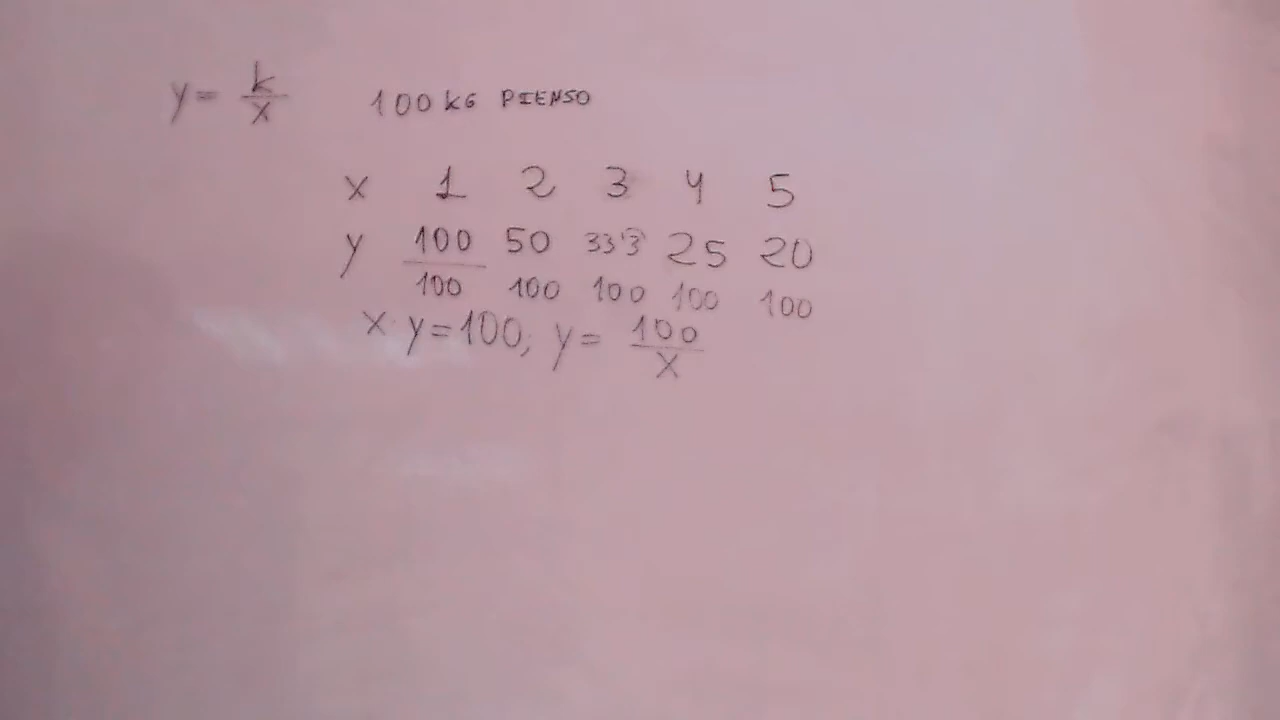 y = k/x 100 KG PIENSO
x 1 2 3 4 5
y 100 50 33'3 25 20
100 100 100 100 100
x · y = 100; y = 100/x